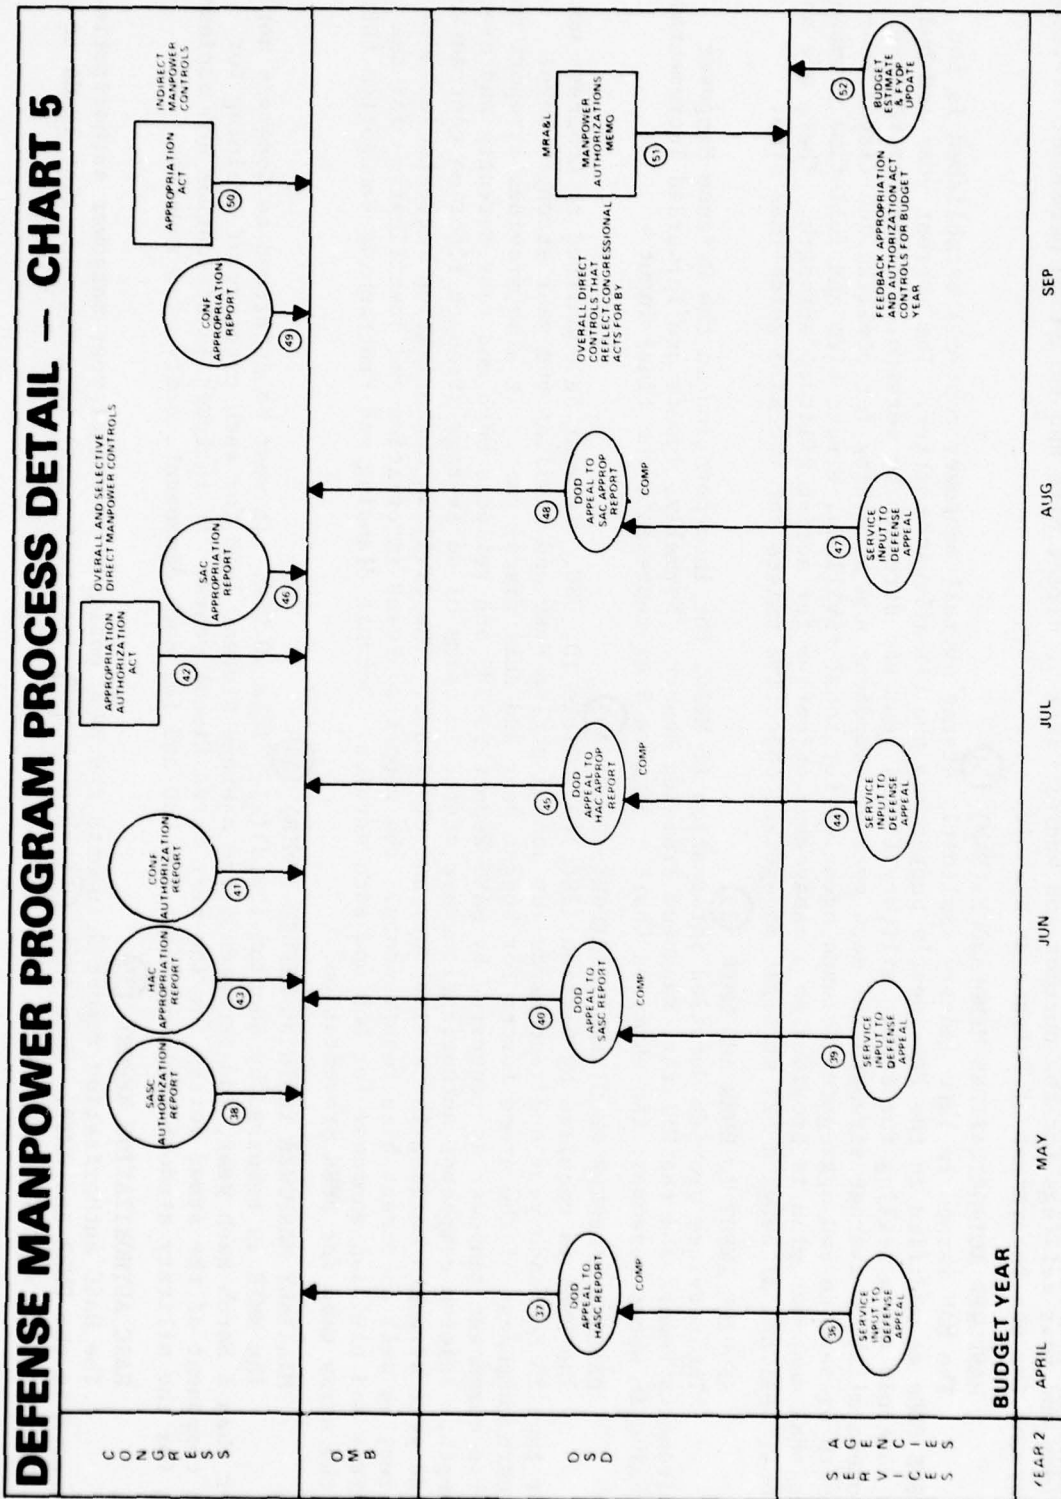 DEFENSE MANPOWER PROGRAM PROCESS DETAIL — CHART 5
CONGRESS
SASC
AUTHORIZATION
REPORT
38
HAC
APPROPRIATION
REPORT
43
CONF
AUTHORIZATION
REPORT
41
APPROPRIATION
AUTHORIZATION
ACT
42
OVERALL AND SELECTIVE
DIRECT MANPOWER CONTROLS
SAC
APPROPRIATION
REPORT
46
CONF
APPROPRIATION
REPORT
49
APPROPRIATION
ACT
50
INDIRECT
MANPOWER
CONTROLS
OMB
OSD
37
DOD
APPEAL TO
HASC REPORT
COMP
40
DOD
APPEAL TO
SASC REPORT
COMP
45
DOD
APPEAL TO
HAC APPROP
REPORT
COMP
48
DOD
APPEAL TO
SAC APPROP
REPORT
COMP
OVERALL DIRECT
CONTROLS THAT
REFLECT CONGRESSIONAL
ACTS FOR BY
MRA&L
MANPOWER
AUTHORIZATIONS
MEMO
51
SERVICES
AGENCIES
36
SERVICE
INPUT TO
DEFENSE
APPEAL
39
SERVICE
INPUT TO
DEFENSE
APPEAL
44
SERVICE
INPUT TO
DEFENSE
APPEAL
47
SERVICE
INPUT TO
DEFENSE
APPEAL
FEEDBACK APPROPRIATION
AND AUTHORIZATION ACT
CONTROLS FOR BUDGET
YEAR
52
BUDGET
ESTIMATE
& FYDP
UPDATE
BUDGET YEAR
YEAR 2
APRIL
MAY
JUN
JUL
AUG
SEP